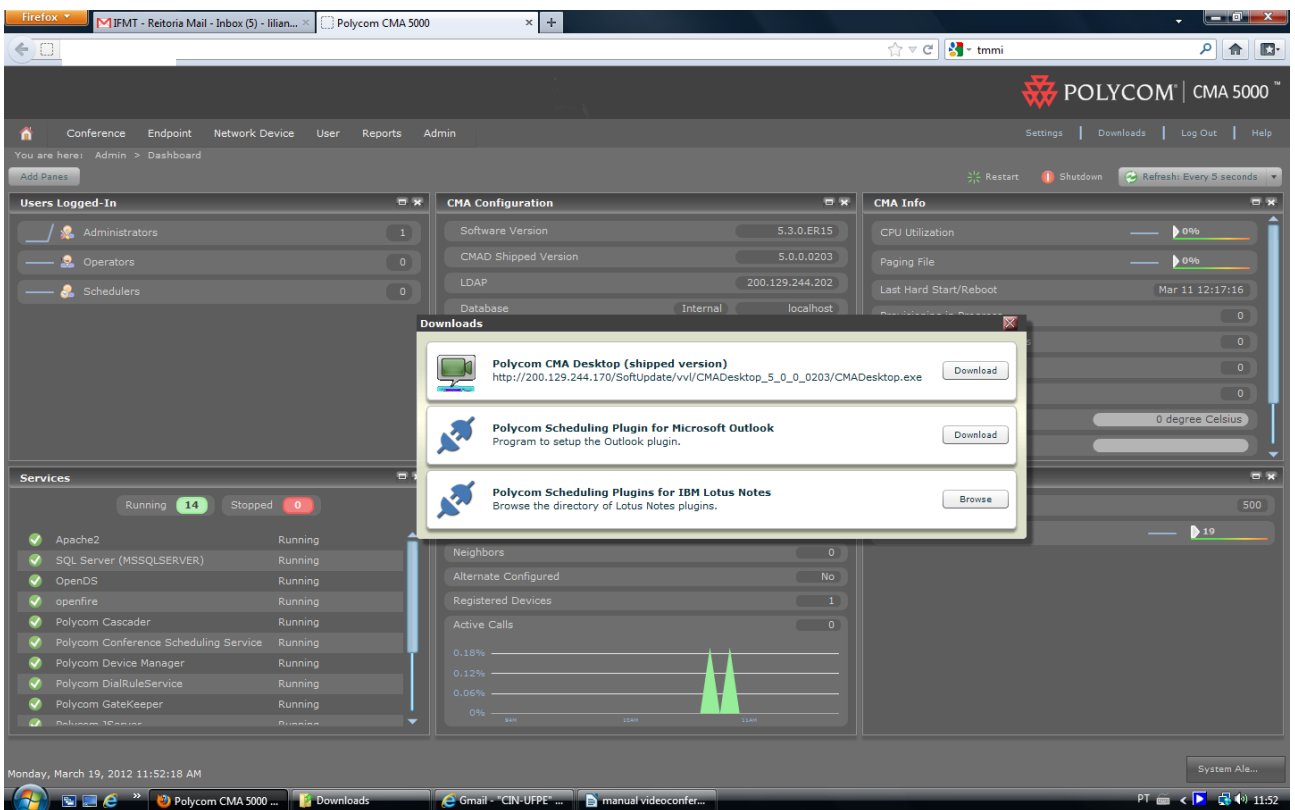 Firefox
IFMT - Reitoria Mail - Inbox (5) - lilian...
Polycom CMA 5000
tmmi
POLYCOM® | CMA 5000 ™
Conference Endpoint Network Device User Reports Admin
Settings | Downloads | Log Out | Help
You are here: Admin > Dashboard
Add Panes
Restart
Shutdown
Refresh: Every 5 seconds
Users Logged-In
Administrators 1
Operators 0
Schedulers 0
CMA Configuration
Software Version 5.3.0.ER15
CMAD Shipped Version 5.0.0.0203
LDAP 200.129.244.202
Database Internal localhost
CMA Info
CPU Utilization 0%
Paging File 0%
Last Hard Start/Reboot Mar 11 12:17:16
0
0
0
0
0 degree Celsius
Downloads
Polycom CMA Desktop (shipped version)
http://200.129.244.170/SoftUpdate/vvl/CMADesktop_5_0_0_0203/CMADesktop.exe
Download
Polycom Scheduling Plugin for Microsoft Outlook
Program to setup the Outlook plugin.
Download
Polycom Scheduling Plugins for IBM Lotus Notes
Browse the directory of Lotus Notes plugins.
Browse
Services
Running 14 Stopped 0
Apache2 Running
SQL Server (MSSQLSERVER) Running
OpenDS Running
openfire Running
Polycom Cascader Running
Polycom Conference Scheduling Service Running
Polycom Device Manager Running
Polycom DialRuleService Running
Polycom GateKeeper Running
Neighbors 0
Alternate Configured No
Registered Devices 1
Active Calls 0
0.18%
0.12%
0.06%
0%
10AM 11AM
500
19
Monday, March 19, 2012 11:52:18 AM
System Ale...
Polycom CMA 5000 ...
Downloads
Gmail - "CIN-UFPE" ...
manual videoconfer...
PT
11:52